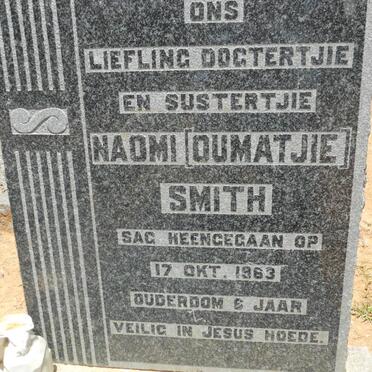 ONS
LIEFLING DOGTERTJIE
EN SUSTERTJIE
NAOMI [OUMATJIE]
SMITH
SAG HEENGEGAAN OP
17 OKT. 1963
OUDERDOM 6 JAAR
VEILIG IN JESUS HOEDE.